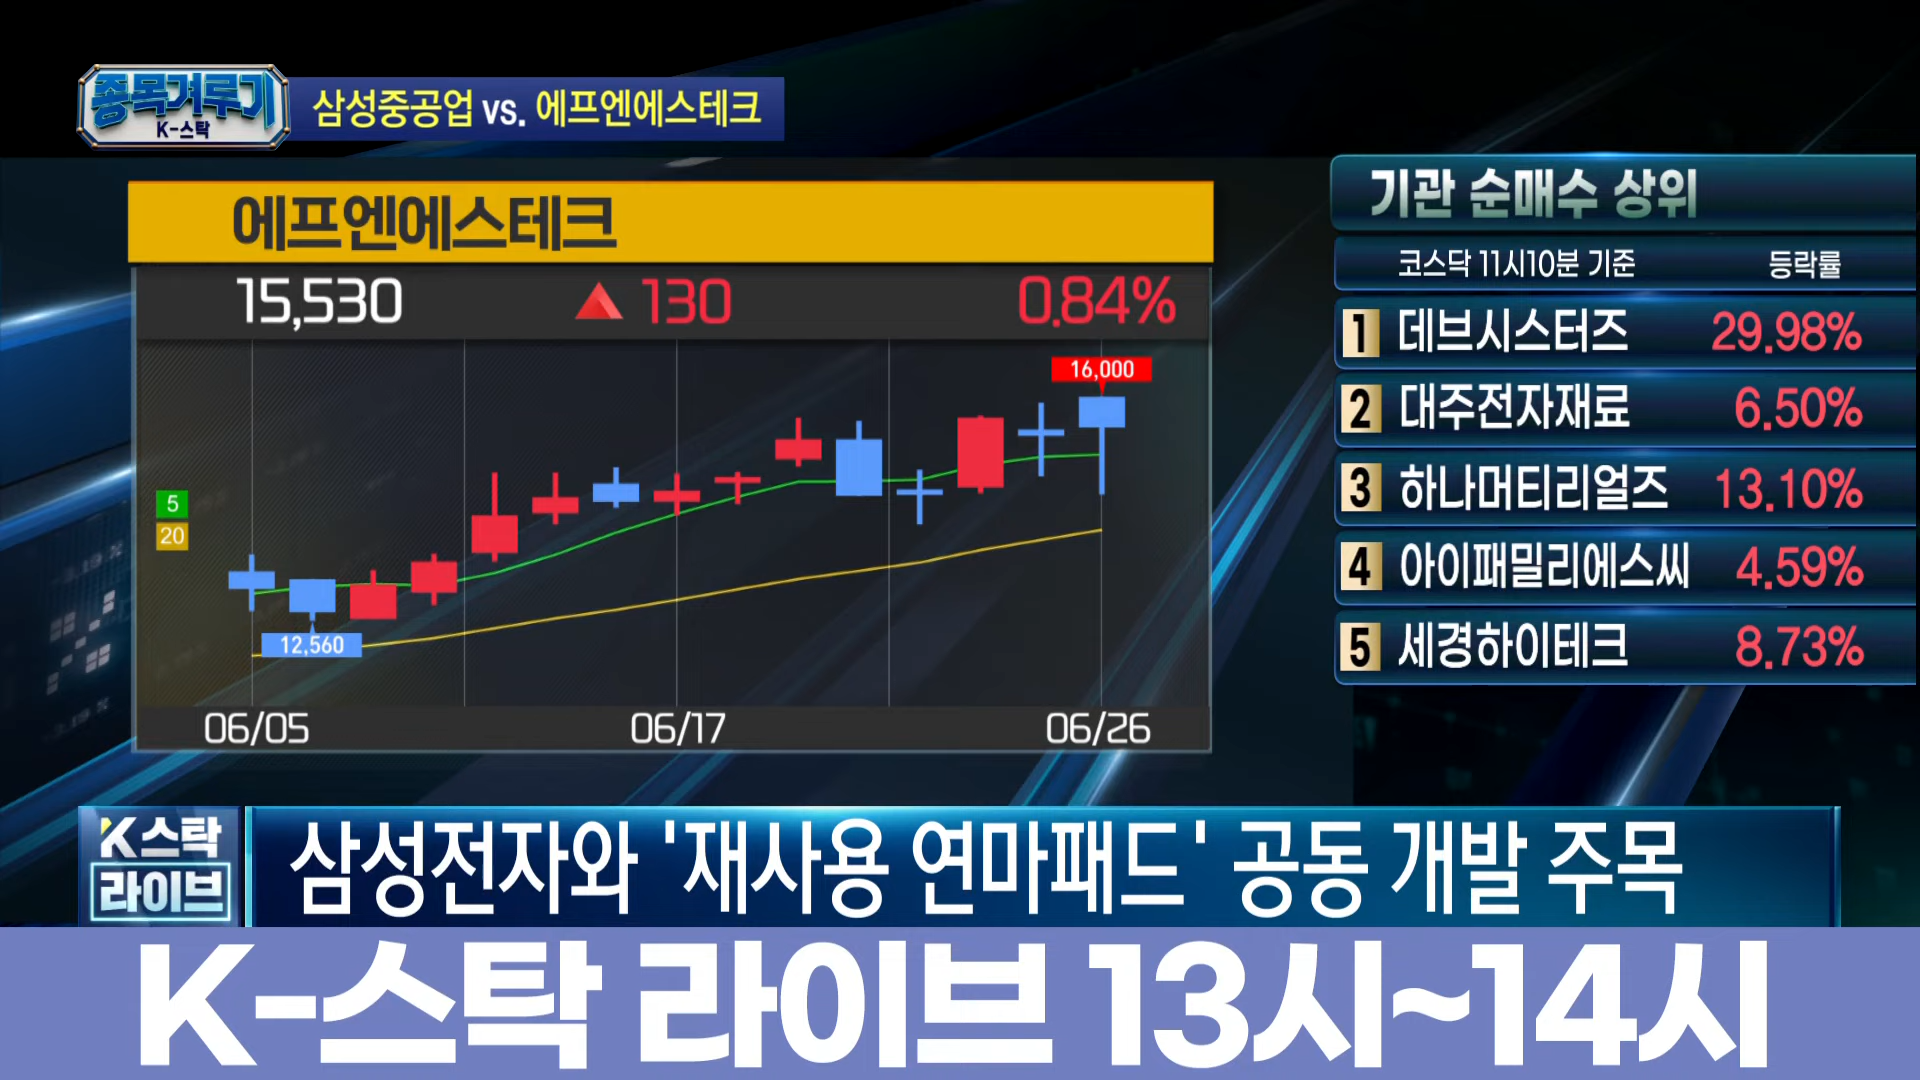 종목겨루기
K-스탁
삼성중공업 vs. 에프엔에스테크
에프엔에스테크
15,530 ▲ 130 0.84%
16,000
5
20
12,560
06/05 06/17 06/26
기관 순매수 상위
코스닥 11시10분 기준 등락률
1 데브시스터즈 29.98%
2 대주전자재료 6.50%
3 하나머티리얼즈 13.10%
4 아이패밀리에스씨 4.59%
5 세경하이테크 8.73%
K스탁
라이브
삼성전자와 '재사용 연마패드' 공동 개발 주목
K-스탁 라이브 13시~14시